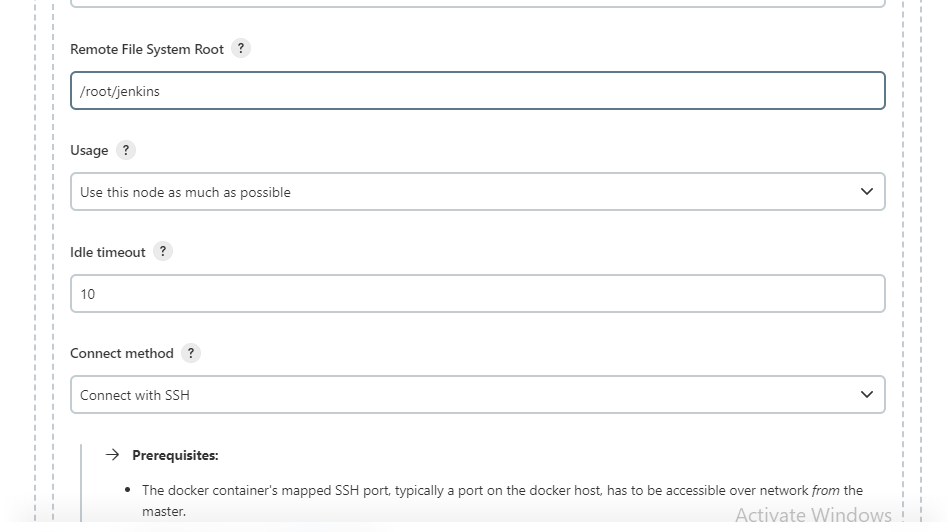 Remote File System Root ?
/root/jenkins
Usage ?
Use this node as much as possible
Idle timeout ?
10
Connect method ?
Connect with SSH
→ Prerequisites:
• The docker container's mapped SSH port, typically a port on the docker host, has to be accessible over network from the
master.
Activate Windows